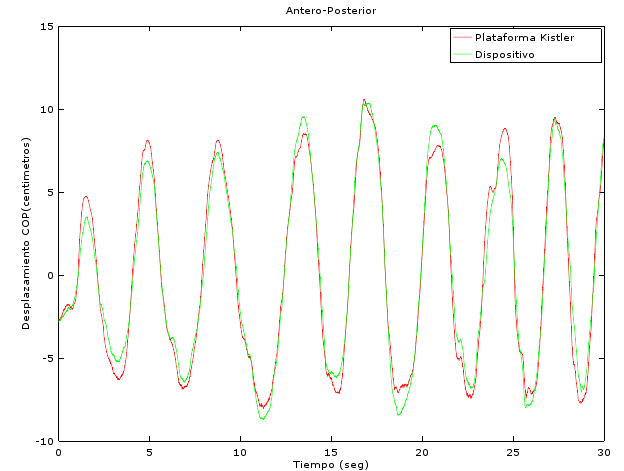 Antero-Posterior
Plataforma Kistler
Dispositivo
Desplazamiento COP(centimetros)
15
10
5
0
-5
-10
0
5
10
15
20
25
30
Tiempo (seg)